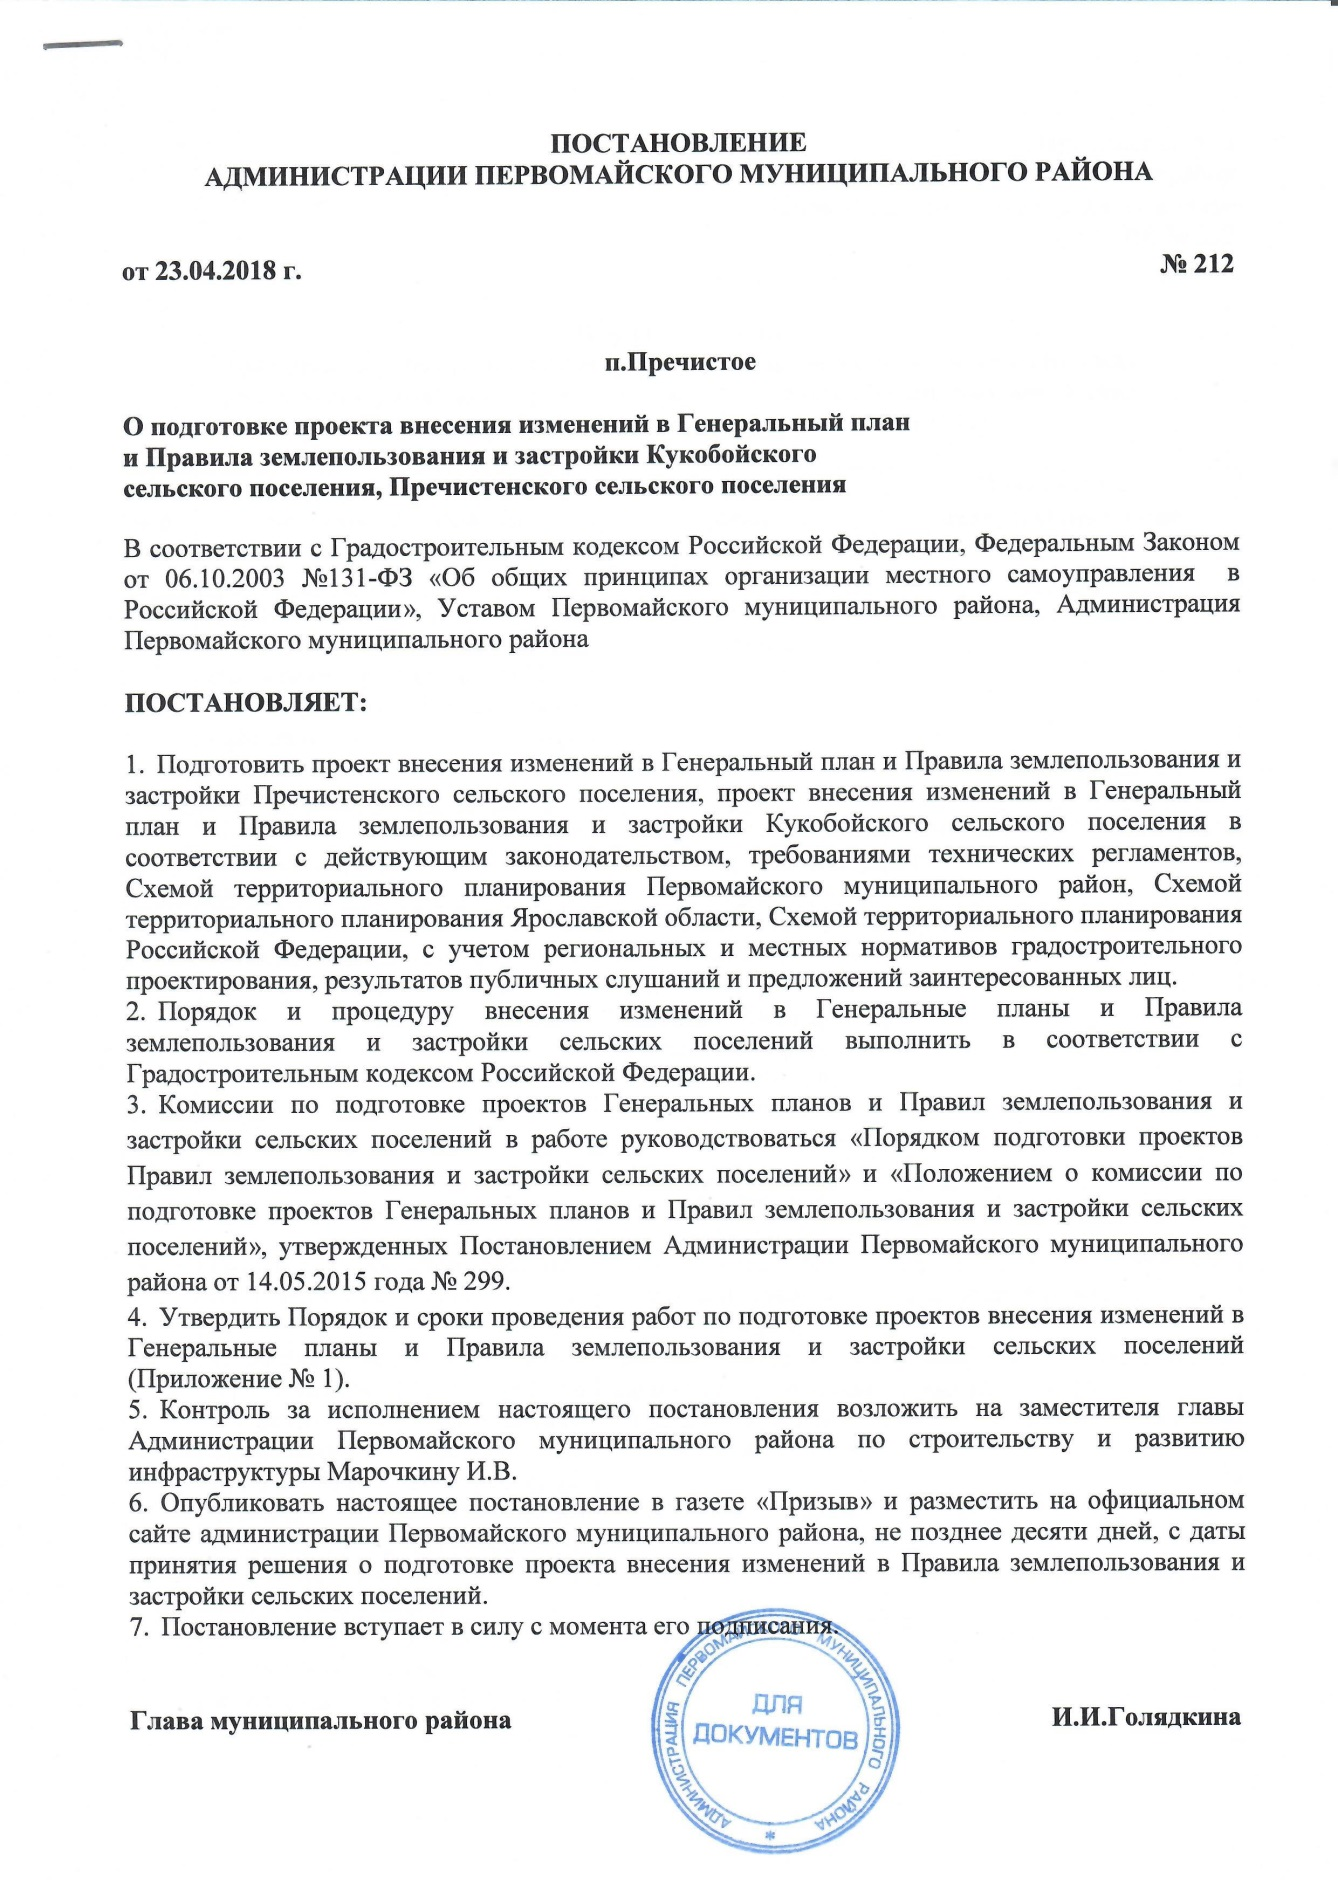 ПОСТАНОВЛЕНИЕ
АДМИНИСТРАЦИИ ПЕРВОМАЙСКОГО МУНИЦИПАЛЬНОГО РАЙОНА
от 23.04.2018 г. № 212
п.Пречистое
О подготовке проекта внесения изменений в Генеральный план
и Правила землепользования и застройки Кукобойского
сельского поселения, Пречистенского сельского поселения
В соответствии с Градостроительным кодексом Российской Федерации, Федеральным Законом
от 06.10.2003 №131-ФЗ «Об общих принципах организации местного самоуправления в
Российской Федерации», Уставом Первомайского муниципального района, Администрация
Первомайского муниципального района
ПОСТАНОВЛЯЕТ:
1. Подготовить проект внесения изменений в Генеральный план и Правила землепользования и
застройки Пречистенского сельского поселения, проект внесения изменений в Генеральный
план и Правила землепользования и застройки Кукобойского сельского поселения в
соответствии с действующим законодательством, требованиями технических регламентов,
Схемой территориального планирования Первомайского муниципального район, Схемой
территориального планирования Ярославской области, Схемой территориального планирования
Российской Федерации, с учетом региональных и местных нормативов градостроительного
проектирования, результатов публичных слушаний и предложений заинтересованных лиц.
2. Порядок и процедуру внесения изменений в Генеральные планы и Правила
землепользования и застройки сельских поселений выполнить в соответствии с
Градостроительным кодексом Российской Федерации.
3. Комиссии по подготовке проектов Генеральных планов и Правил землепользования и
застройки сельских поселений в работе руководствоваться «Порядком подготовки проектов
Правил землепользования и застройки сельских поселений» и «Положением о комиссии по
подготовке проектов Генеральных планов и Правил землепользования и застройки сельских
поселений», утвержденных Постановлением Администрации Первомайского муниципального
района от 14.05.2015 года № 299.
4. Утвердить Порядок и сроки проведения работ по подготовке проектов внесения изменений в
Генеральные планы и Правила землепользования и застройки сельских поселений
(Приложение № 1).
5. Контроль за исполнением настоящего постановления возложить на заместителя главы
Администрации Первомайского муниципального района по строительству и развитию
инфраструктуры Марочкину И.В.
6. Опубликовать настоящее постановление в газете «Призыв» и разместить на официальном
сайте администрации Первомайского муниципального района, не позднее десяти дней, с даты
принятия решения о подготовке проекта внесения изменений в Правила землепользования и
застройки сельских поселений.
7. Постановление вступает в силу с момента его подписания.
Глава муниципального района И.И.Голядкина
АДМИНИСТРАЦИЯ ПЕРВОМАЙСКОГО МУНИЦИПАЛЬНОГО РАЙОНА *
ДЛЯ
ДОКУМЕНТОВ